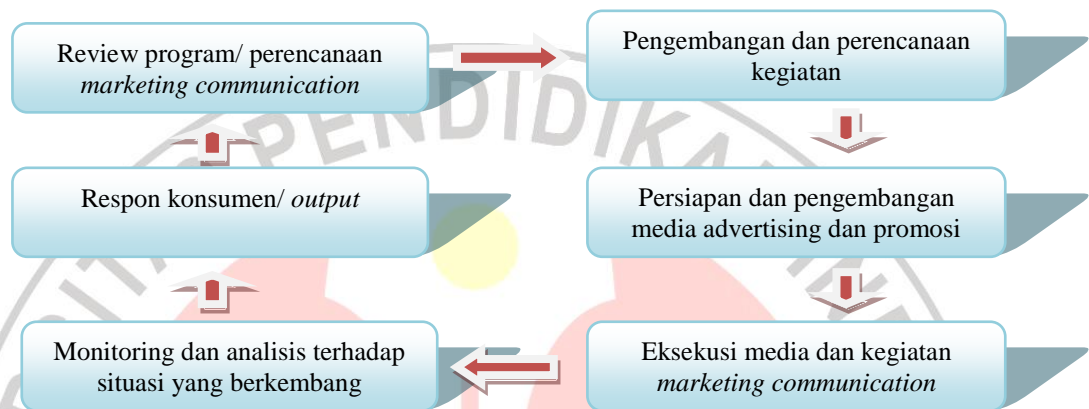 Review program/ perencanaan
marketing communication
Pengembangan dan perencanaan
kegiatan
Persiapan dan pengembangan
media advertising dan promosi
Eksekusi media dan kegiatan
marketing communication
Monitoring dan analisis terhadap
situasi yang berkembang
Respon konsumen/ output
PENDIDIKAN